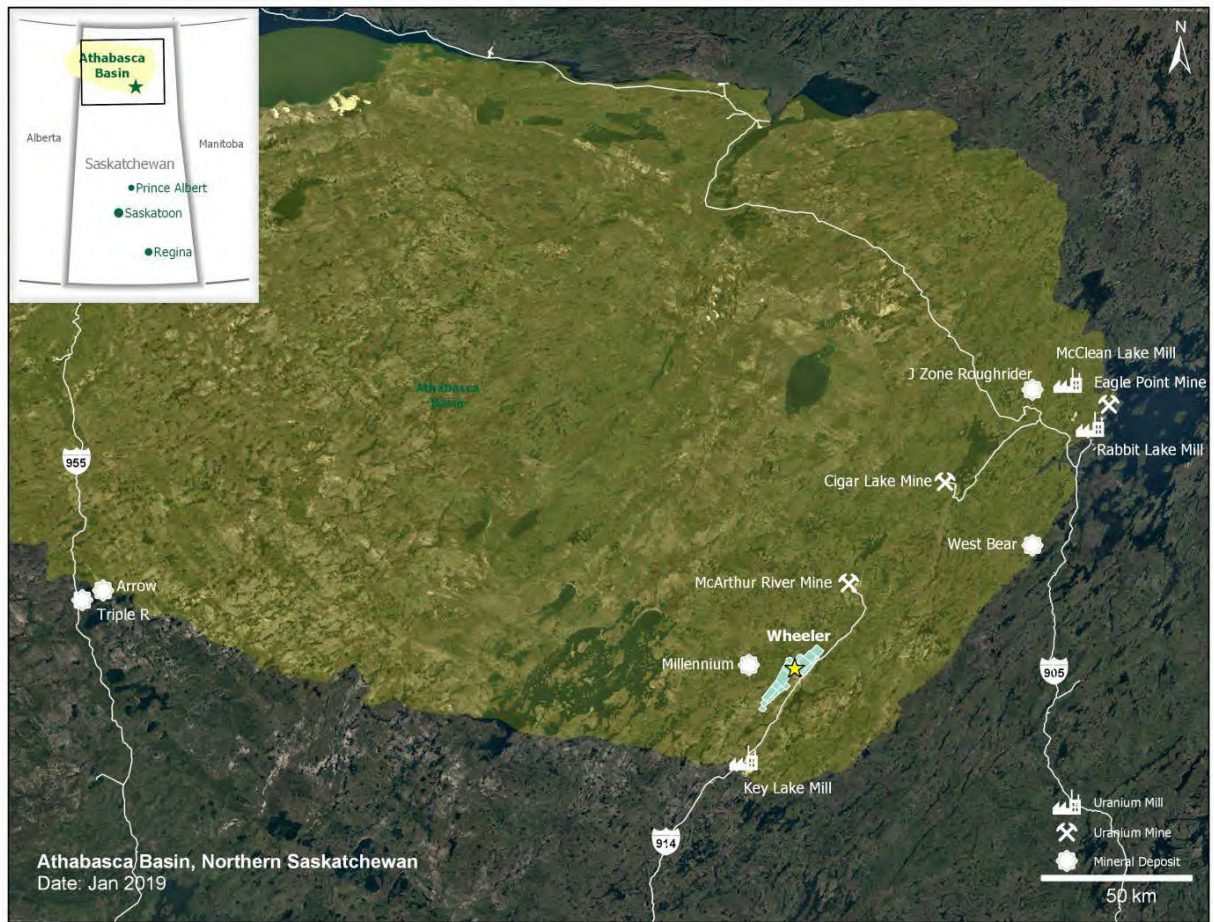 Athabasca
Basin
Alberta
Manitoba
Saskatchewan
Prince Albert
Saskatoon
Regina
N
Athabasca
Basin
McClean Lake Mill
J Zone Roughrider
Eagle Point Mine
Rabbit Lake Mill
955
Cigar Lake Mine
West Bear
Arrow
Triple R
McArthur River Mine
Wheeler
Millennium
905
Key Lake Mill
914
Uranium Mill
Uranium Mine
Mineral Deposit
50 km
Athabasca Basin, Northern Saskatchewan
Date: Jan 2019